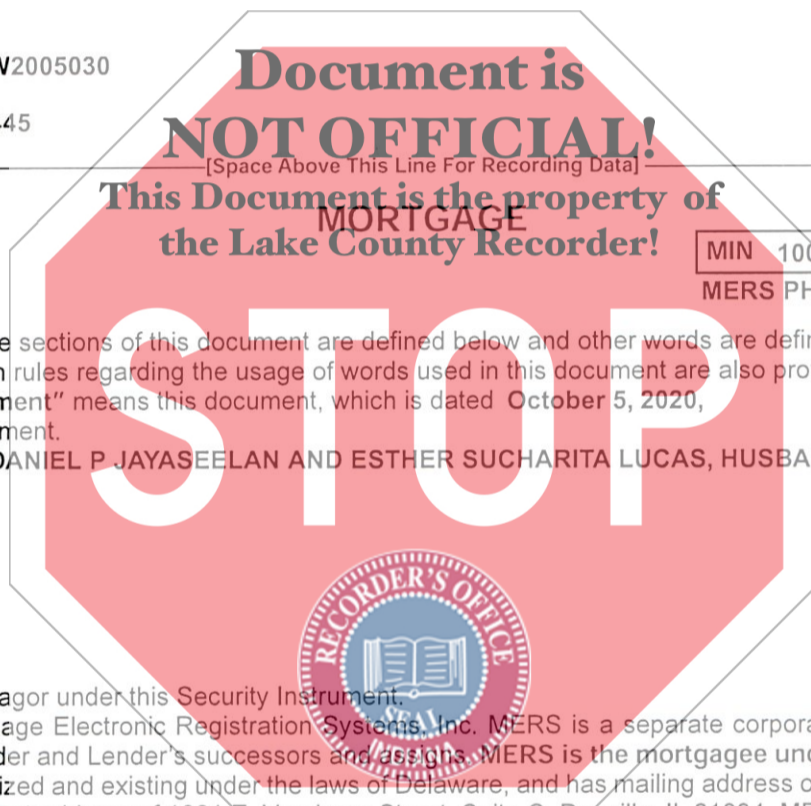 W2005030
Document is
45
NOT OFFICIAL!
[Space Above This Line For Recording Data]
This Document is the property of
MORTGAGE
the Lake County Recorder!
MIN 100
MERS PH
e sections of this document are defined below and other words are defin
n rules regarding the usage of words used in this document are also pro
ment" means this document, which is dated October 5, 2020,
ment.
DANIEL P JAYASEELAN AND ESTHER SUCHARITA LUCAS, HUSBA
STOP
RECORDER'S OFFICE
SEAL
INDIANA
agor under this Security Instrument.
age Electronic Registration Systems, Inc. MERS is a separate corpora
der and Lender's successors and assigns. MERS is the mortgagee und
ized and existing under the laws of Delaware, and has mailing address o